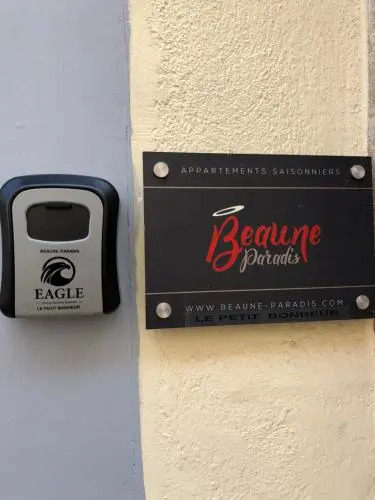 BEAUNE PARADIS
EAGLE
LE PETIT BONHEUR
APPARTEMENTS SAISONNIERS
Beaune
Paradis
WWW.BEAUNE-PARADIS.COM
LE PETIT BONHEUR